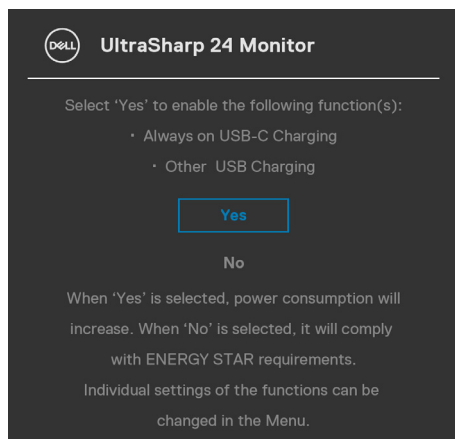 DELL
UltraSharp 24 Monitor
Select ‘Yes’ to enable the following function(s):
· Always on USB-C Charging
· Other USB Charging
Yes
No
When ‘Yes’ is selected, power consumption will
increase. When ‘No’ is selected, it will comply
with ENERGY STAR requirements.
Individual settings of the functions can be
changed in the Menu.